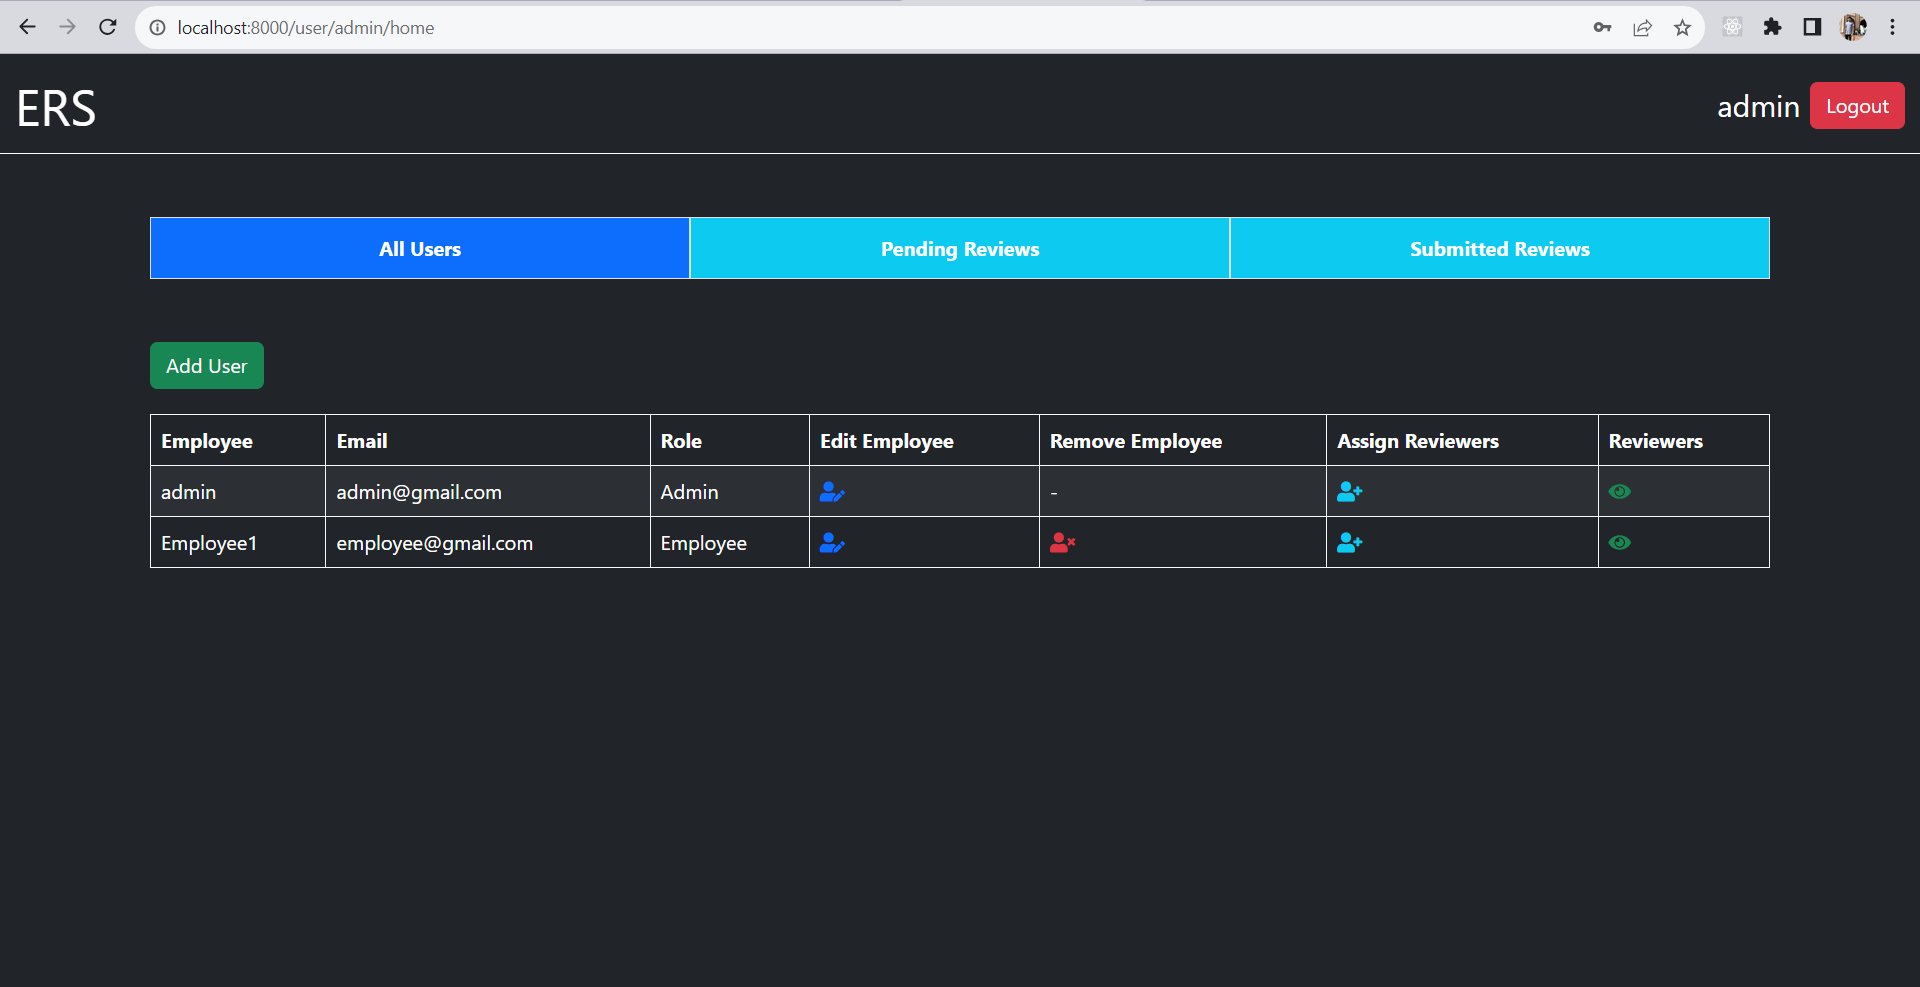 localhost:8000/user/admin/home
ERS
admin Logout
All Users Pending Reviews Submitted Reviews
Add User
Employee Email Role Edit Employee Remove Employee Assign Reviewers Reviewers
admin admin@gmail.com Admin -
Employee1 employee@gmail.com Employee